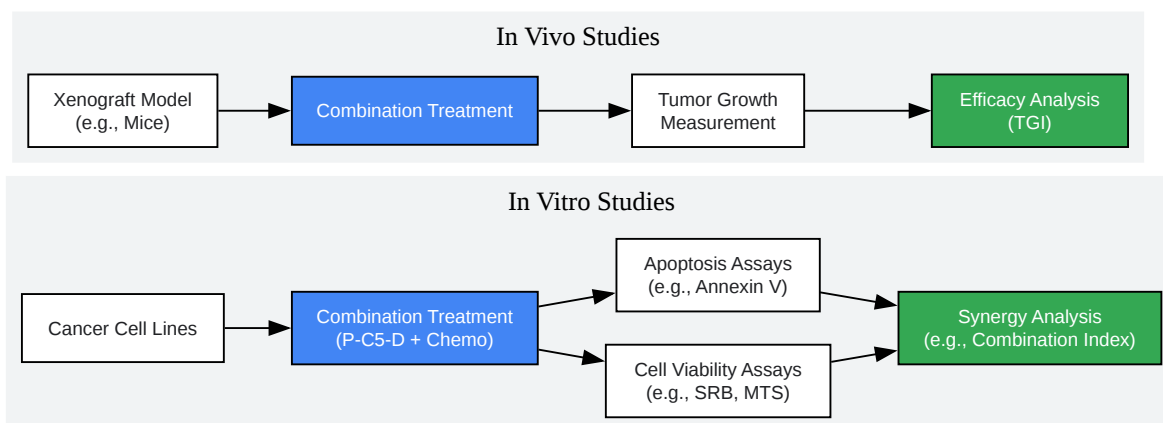 In Vivo Studies
Xenograft Model
(e.g., Mice)
Combination Treatment
Tumor Growth
Measurement
Efficacy Analysis
(TGI)
In Vitro Studies
Cancer Cell Lines
Combination Treatment
(P-C5-D + Chemo)
Apoptosis Assays
(e.g., Annexin V)
Cell Viability Assays
(e.g., SRB, MTS)
Synergy Analysis
(e.g., Combination Index)